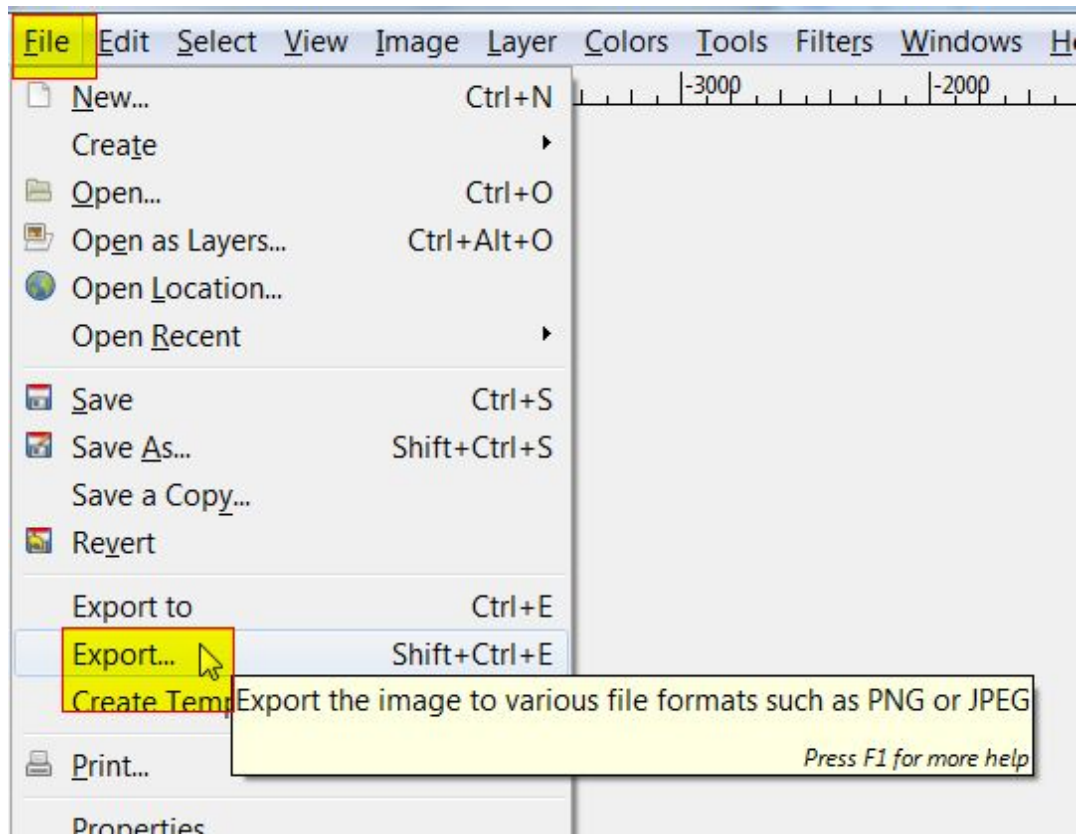 File Edit Select View Image Layer Colors Tools Filters Windows
-3000 -2000
New... Ctrl+N
Create
Open... Ctrl+O
Open as Layers... Ctrl+Alt+O
Open Location...
Open Recent
Save Ctrl+S
Save As... Shift+Ctrl+S
Save a Copy...
Revert
Export to Ctrl+E
Export... Shift+Ctrl+E
Create Temp
Export the image to various file formats such as PNG or JPEG
Press F1 for more help
Print...
Properties